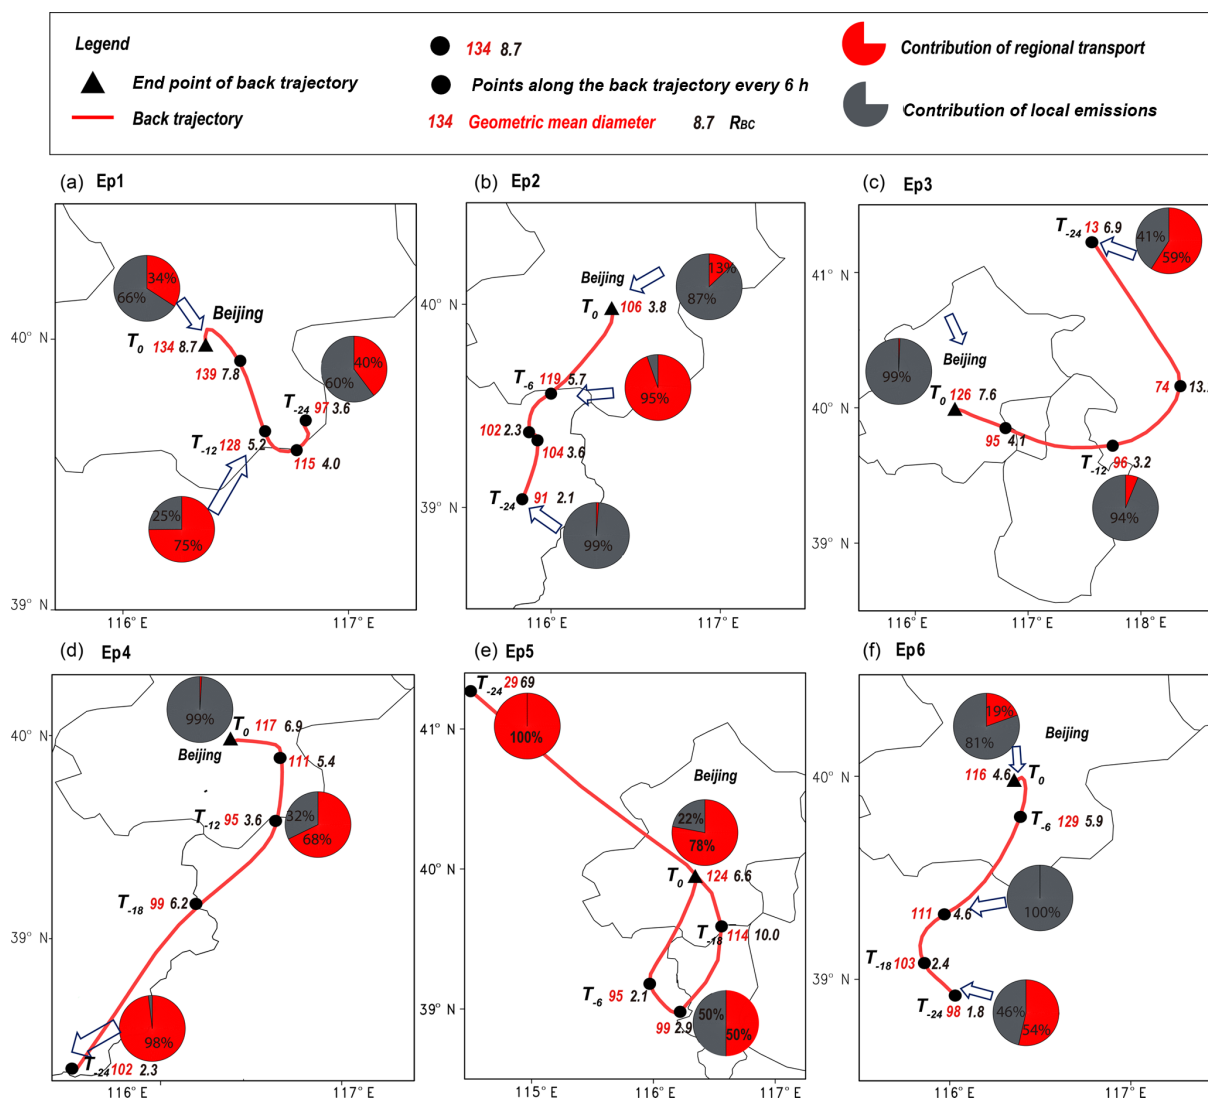 Legend
134 8.7
Contribution of regional transport
End point of back trajectory
Points along the back trajectory every 6 h
Contribution of local emissions
Back trajectory
134 Geometric mean diameter 8.7 RBC
(a) Ep1
34%
66%
Beijing
T0 134 8.7
139 7.8
40%
60%
T-24 97 3.6
T-12 128 5.2
115 4.0
25%
75%
40° N
39° N
116° E
117° E
(b) Ep2
13%
87%
Beijing
T0 106 3.8
T-6 119 5.7
95%
102 2.3
104 3.6
T-24 91 2.1
99%
40° N
39° N
116° E
117° E
(c) Ep3
T-24 13 6.9
41%
59%
41° N
99%
Beijing
T0 126 7.6
74
95 4.1
T-12 96 3.2
94%
40° N
39° N
116° E
117° E
118° E
(d) Ep4
99%
T0 117 6.9
Beijing
111 5.4
T-12 95 3.6
32%
68%
T-18 99 6.2
98%
T-24 102 2.3
40° N
39° N
116° E
117° E
(e) Ep5
T-24 29 69
100%
41° N
Beijing
22%
78%
T0 124 6.6
T-18 114 10.0
T-6 95 2.1
99 2.9
50%
50%
40° N
39° N
115° E
116° E
117° E
(f) Ep6
19%
81%
Beijing
116 4.6 T0
T-6 129 5.9
100%
111 4.6
T-18 103 2.4
T-24 98 1.8
46%
54%
40° N
39° N
116° E
117° E